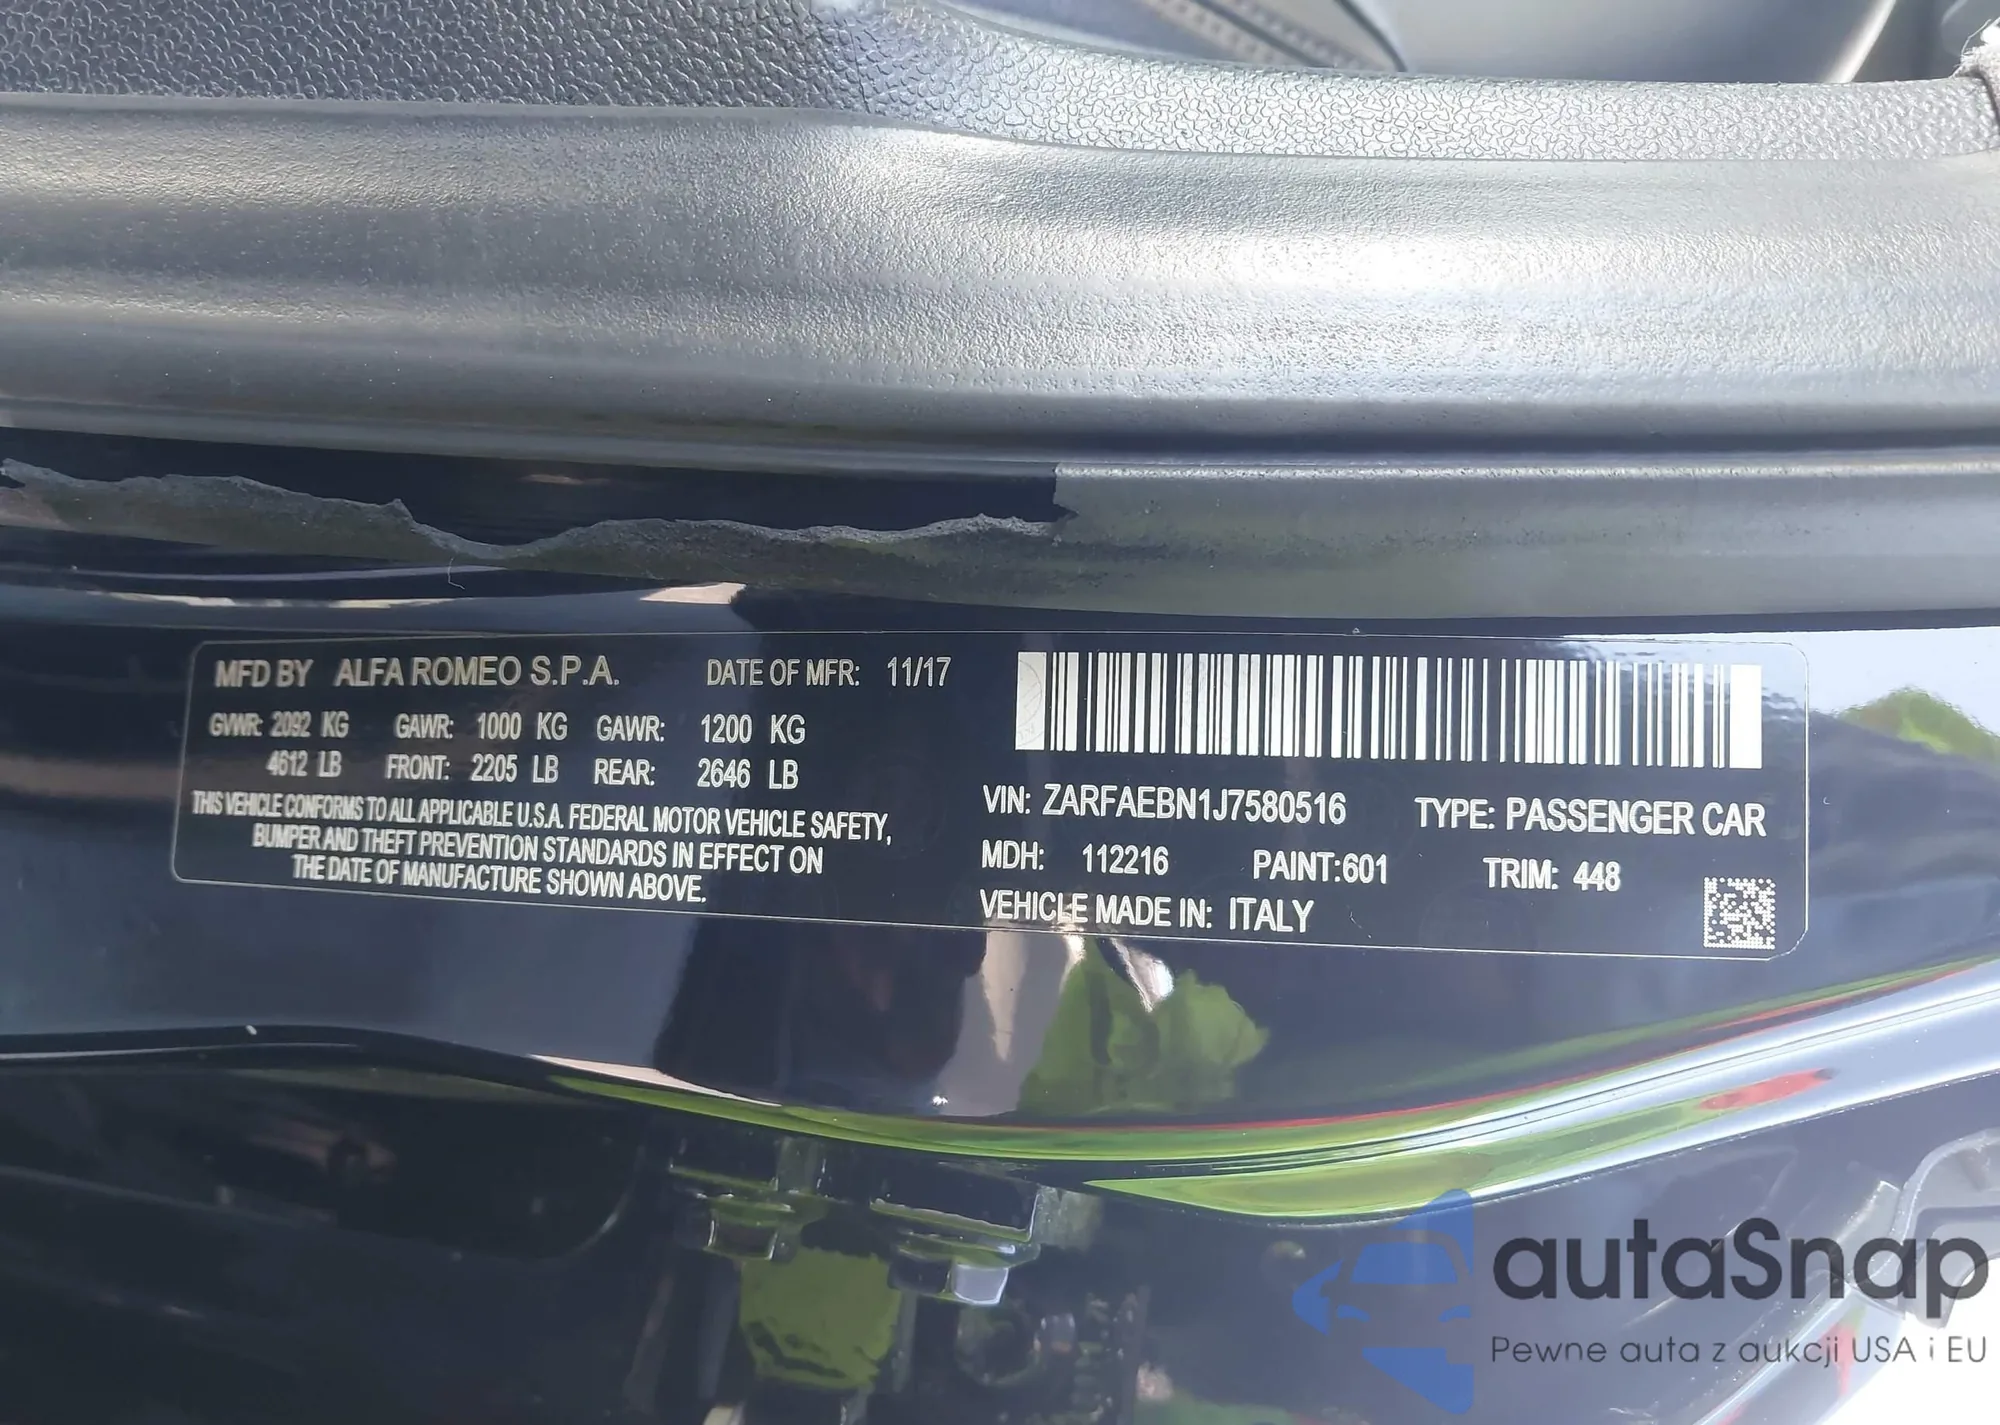 MFD BY ALFA ROMEO S.P.A. DATE OF MFR: 11/17
GVWR: 2092 KG GAWR: 1000 KG GAWR: 1200 KG
4612 LB FRONT: 2205 LB REAR: 2646 LB
THIS VEHICLE CONFORMS TO ALL APPLICABLE U.S.A. FEDERAL MOTOR VEHICLE SAFETY,
BUMPER AND THEFT PREVENTION STANDARDS IN EFFECT ON
THE DATE OF MANUFACTURE SHOWN ABOVE.
VIN: ZARFAEBN1J7580516 TYPE: PASSENGER CAR
MDH: 112216 PAINT:601 TRIM: 448
VEHICLE MADE IN: ITALY
autaSnap
Pewne auta z aukcji USA i EU